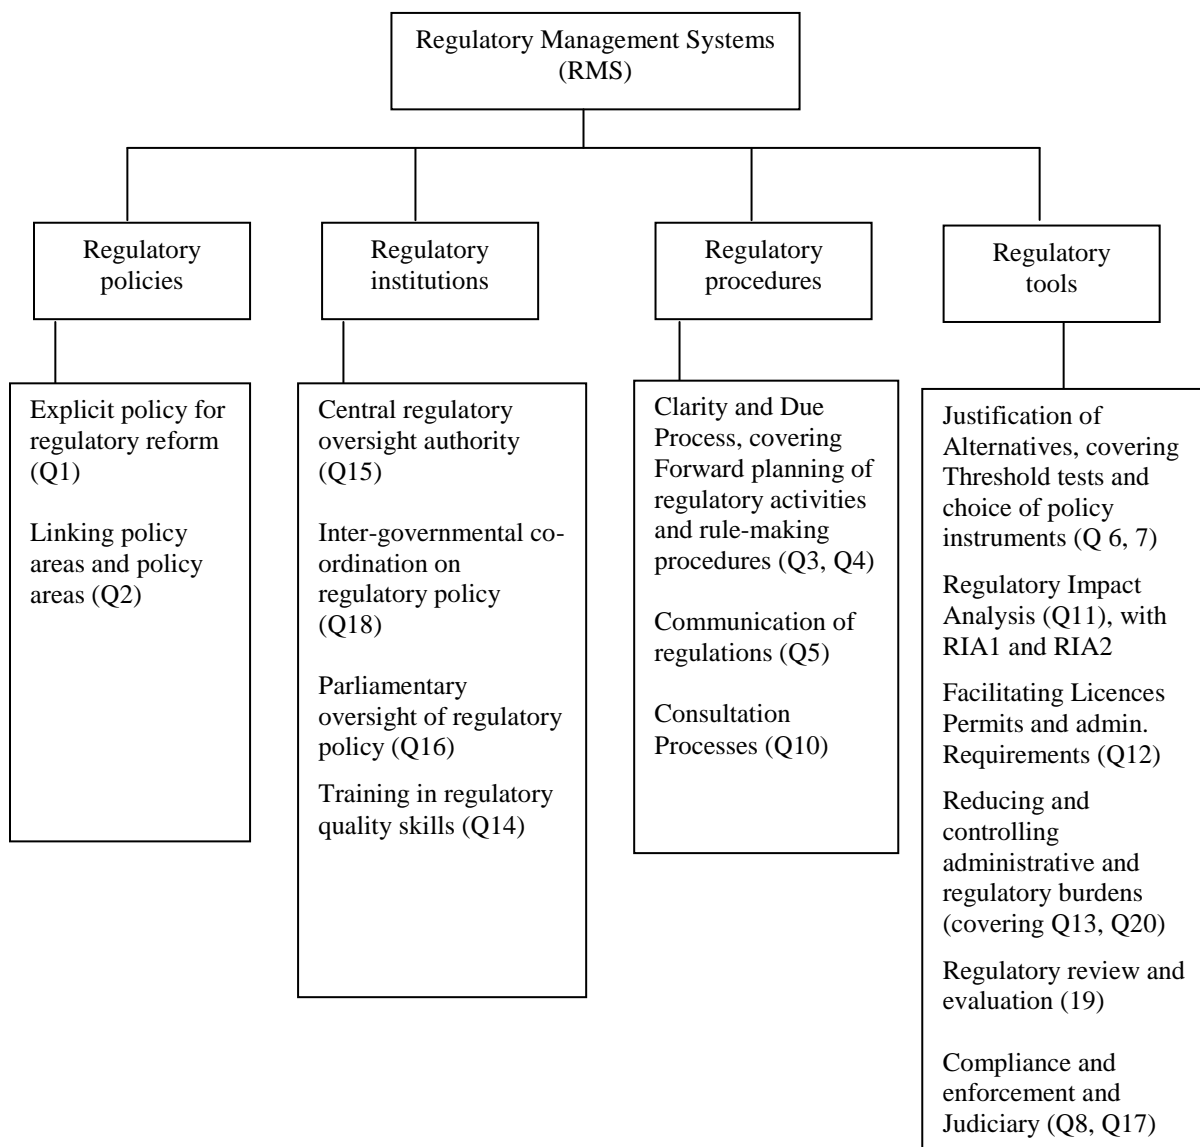 Regulatory Management Systems
(RMS)
Regulatory
policies
Regulatory
institutions
Regulatory
procedures
Regulatory
tools
Explicit policy for
regulatory reform
(Q1)
Linking policy
areas and policy
areas (Q2)
Central regulatory
oversight authority
(Q15)
Inter-governmental co-
ordination on
regulatory policy
(Q18)
Parliamentary
oversight of regulatory
policy (Q16)
Training in regulatory
quality skills (Q14)
Clarity and Due
Process, covering
Forward planning of
regulatory activities
and rule-making
procedures (Q3, Q4)
Communication of
regulations (Q5)
Consultation
Processes (Q10)
Justification of
Alternatives, covering
Threshold tests and
choice of policy
instruments (Q 6, 7)
Regulatory Impact
Analysis (Q11), with
RIA1 and RIA2
Facilitating Licences
Permits and admin.
Requirements (Q12)
Reducing and
controlling
administrative and
regulatory burdens
(covering Q13, Q20)
Regulatory review and
evaluation (19)
Compliance and
enforcement and
Judiciary (Q8, Q17)